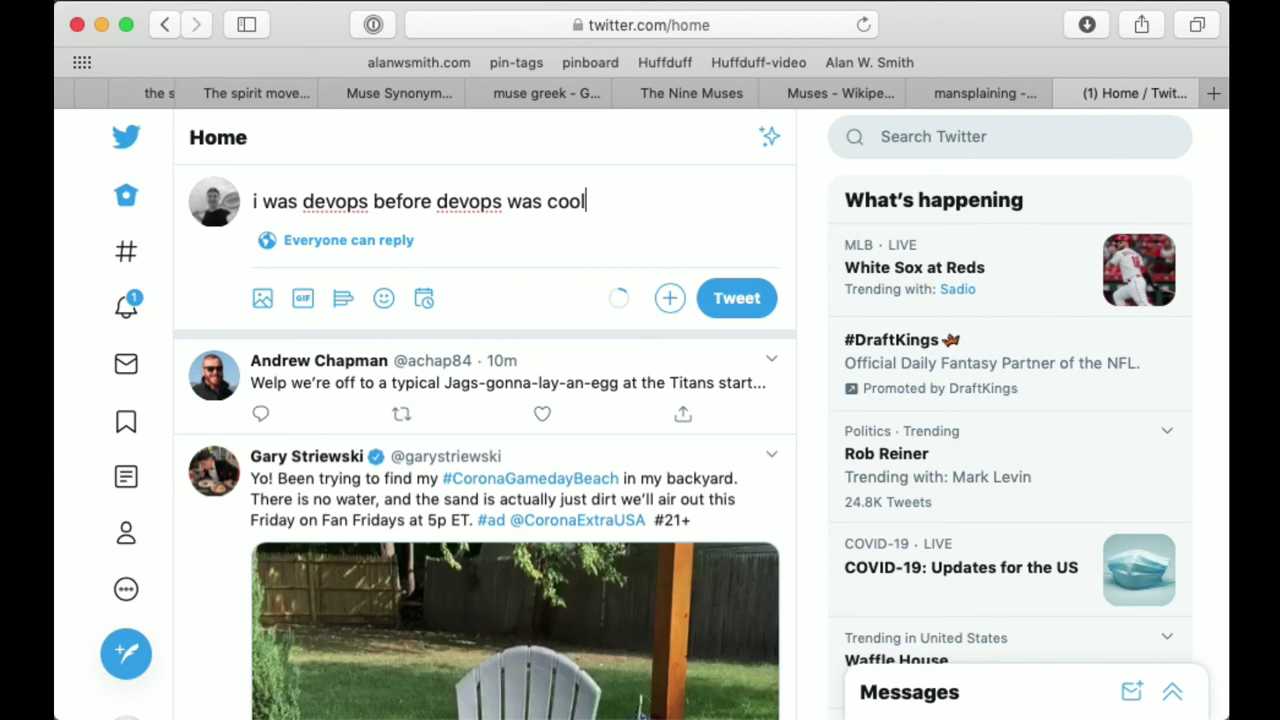 twitter.com/home
alanwsmith.com pin-tags pinboard Huffduff Huffduff-video Alan W. Smith
the s The spirit move... Muse Synonym... muse greek - G... The Nine Muses Muses - Wikipe... mansplaining -... (1) Home / Twit...
Home
Search Twitter
i was devops before devops was cool
Everyone can reply
GIF
Tweet
1
Andrew Chapman @achap84 · 10m
Welp we're off to a typical Jags-gonna-lay-an-egg at the Titans start...
Gary Striewski @garystriewski
Yo! Been trying to find my #CoronaGamedayBeach in my backyard.
There is no water, and the sand is actually just dirt we'll air out this
Friday on Fan Fridays at 5p ET. #ad @CoronaExtraUSA #21+
What's happening
MLB · LIVE
White Sox at Reds
Trending with: Sadio
#DraftKings
Official Daily Fantasy Partner of the NFL.
Promoted by DraftKings
Politics · Trending
Rob Reiner
Trending with: Mark Levin
24.8K Tweets
COVID-19 · LIVE
COVID-19: Updates for the US
Trending in United States
Waffle House
Messages